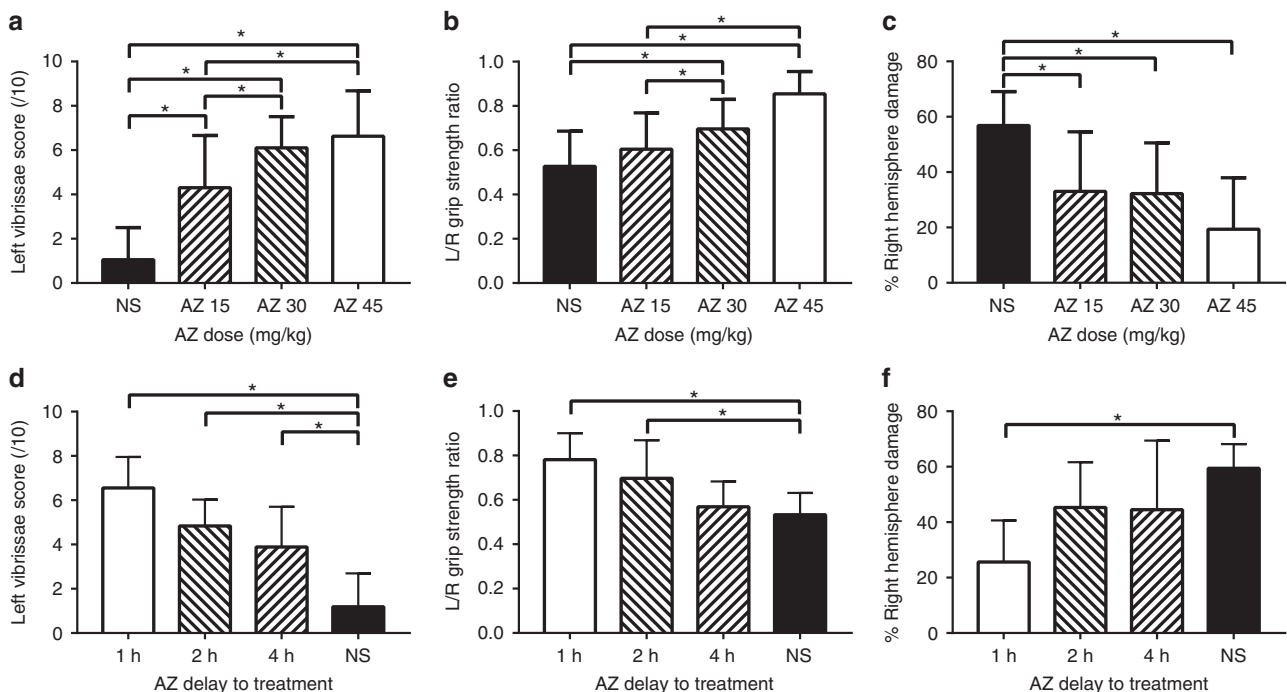 a
Left vibrissae score (/10)
10
8
6
4
2
0
*
*
*
*
*
NS
AZ 15
AZ 30
AZ 45
AZ dose (mg/kg)
b
L/R grip strength ratio
1.0
0.8
0.6
0.4
0.2
0.0
*
*
*
*
NS
AZ 15
AZ 30
AZ 45
AZ dose (mg/kg)
c
% Right hemisphere damage
80
60
40
20
0
*
*
*
NS
AZ 15
AZ 30
AZ 45
AZ dose (mg/kg)
d
Left vibrissae score (/10)
10
8
6
4
2
0
*
*
*
1 h
2 h
4 h
NS
AZ delay to treatment
e
L/R grip strength ratio
1.0
0.8
0.6
0.4
0.2
0.0
*
*
1 h
2 h
4 h
NS
AZ delay to treatment
f
% Right hemisphere damage
80
60
40
20
0
*
1 h
2 h
4 h
NS
AZ delay to treatment